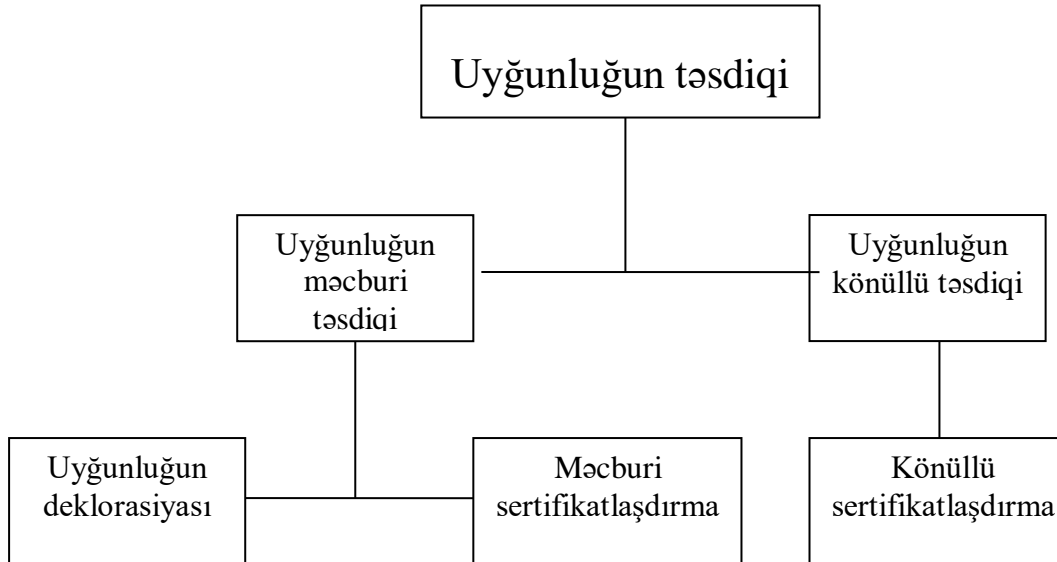 Uyğunluğun təsdiqi
Uyğunluğun
məcburi
təsdiqi
Uyğunluğun
könüllü təsdiqi
Uyğunluğun
deklorasiyası
Məcburi
sertifikatlaşdırma
Könüllü
sertifikatlaşdırma